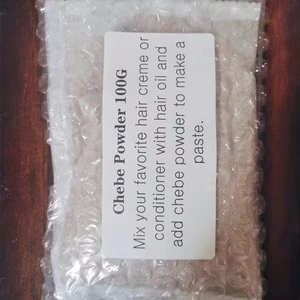 Chebe Powder 100G
Mix your favorite hair creme or
conditioner with hair oil and
add chebe powder to make a
paste.